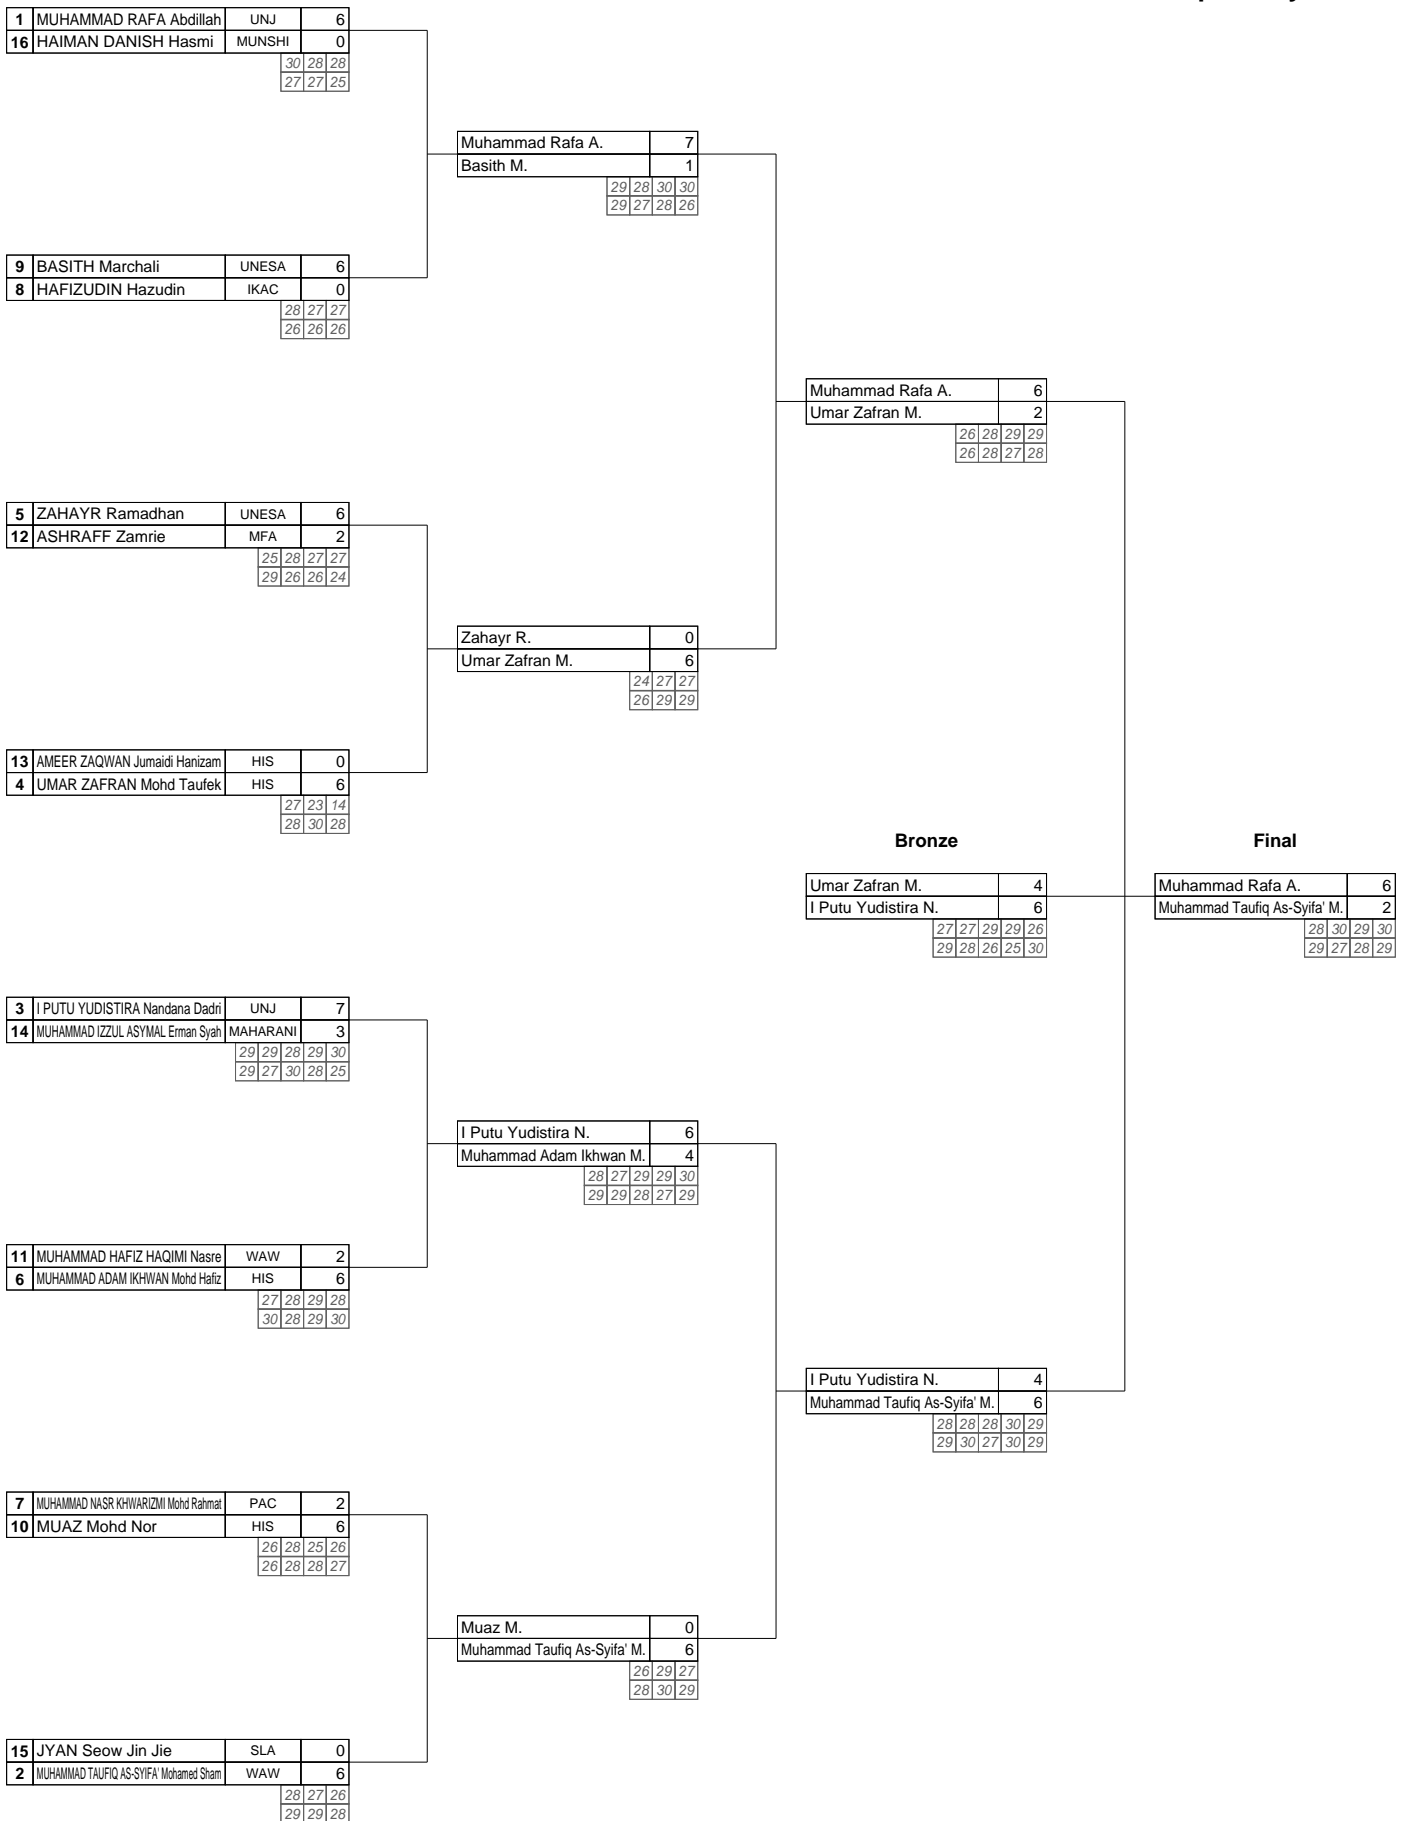 1 MUHAMMAD RAFA Abdillah UNJ 6
16 HAIMAN DANISH Hasmi MUNSHI 0
30 28 28
27 27 25
Muhammad Rafa A. 7
Basith M. 1
29 28 30 30
29 27 28 26
9 BASITH Marchali UNESA 6
8 HAFIZUDIN Hazudin IKAC 0
28 27 27
26 26 26
Muhammad Rafa A. 6
Umar Zafran M. 2
26 28 29 29
26 28 27 28
5 ZAHAYR Ramadhan UNESA 6
12 ASHRAFF Zamrie MFA 2
25 28 27 27
29 26 26 24
Zahayr R. 0
Umar Zafran M. 6
24 27 27
26 29 29
13 AMEER ZAQWAN Jumaidi Hanizam HIS 0
4 UMAR ZAFRAN Mohd Taufek HIS 6
27 23 14
28 30 28
Bronze Final
Umar Zafran M. 4
I Putu Yudistira N. 6
27 27 29 29 26
29 28 26 25 30
Muhammad Rafa A. 6
Muhammad Taufiq As-Syifa' M. 2
28 30 29 30
29 27 28 29
3 I PUTU YUDISTIRA Nandana Dadri UNJ 7
14 MUHAMMAD IZZUL ASYMAL Erman Syah MAHARANI 3
29 29 28 29 30
29 27 30 28 25
I Putu Yudistira N. 6
Muhammad Adam Ikhwan M. 4
28 27 29 29 30
29 29 28 27 29
11 MUHAMMAD HAFIZ HAQIMI Nasre WAW 2
6 MUHAMMAD ADAM IKHWAN Mohd Hafiz HIS 6
27 28 29 28
30 28 29 30
I Putu Yudistira N. 4
Muhammad Taufiq As-Syifa' M. 6
28 28 28 30 29
29 30 27 30 29
7 MUHAMMAD NASR KHWARIZMI Mohd Rahmat PAC 2
10 MUAZ Mohd Nor HIS 6
26 28 25 26
26 28 28 27
Muaz M. 0
Muhammad Taufiq As-Syifa' M. 6
26 29 27
28 30 29
15 JYAN Seow Jin Jie SLA 0
2 MUHAMMAD TAUFIQ AS-SYIFA' Mohamed Sham WAW 6
28 27 26
29 29 28